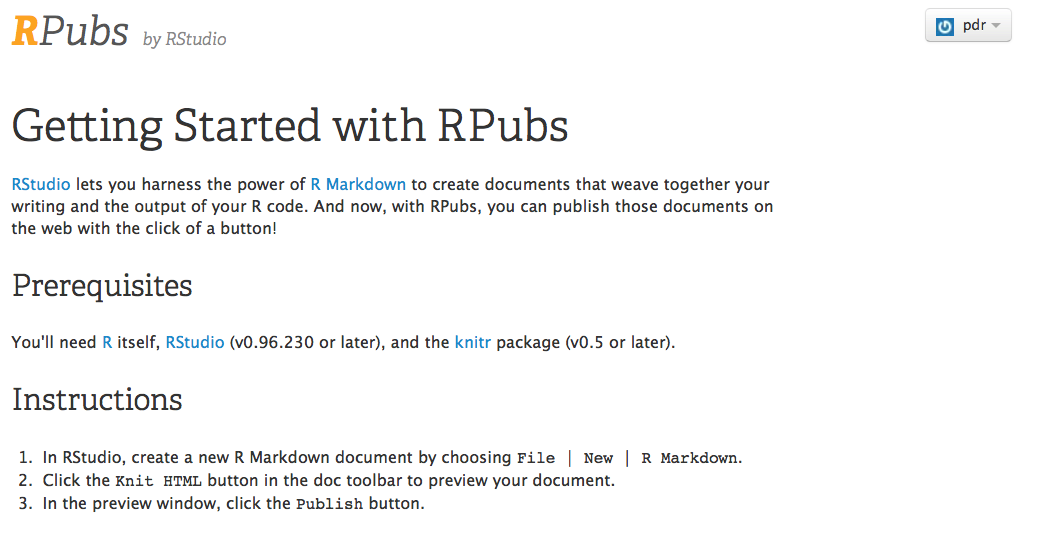 RPubs by RStudio
pdr
Getting Started with RPubs
RStudio lets you harness the power of R Markdown to create documents that weave together your
writing and the output of your R code. And now, with RPubs, you can publish those documents on
the web with the click of a button!
Prerequisites
You'll need R itself, RStudio (v0.96.230 or later), and the knitr package (v0.5 or later).
Instructions
1. In RStudio, create a new R Markdown document by choosing File | New | R Markdown.
2. Click the Knit HTML button in the doc toolbar to preview your document.
3. In the preview window, click the Publish button.